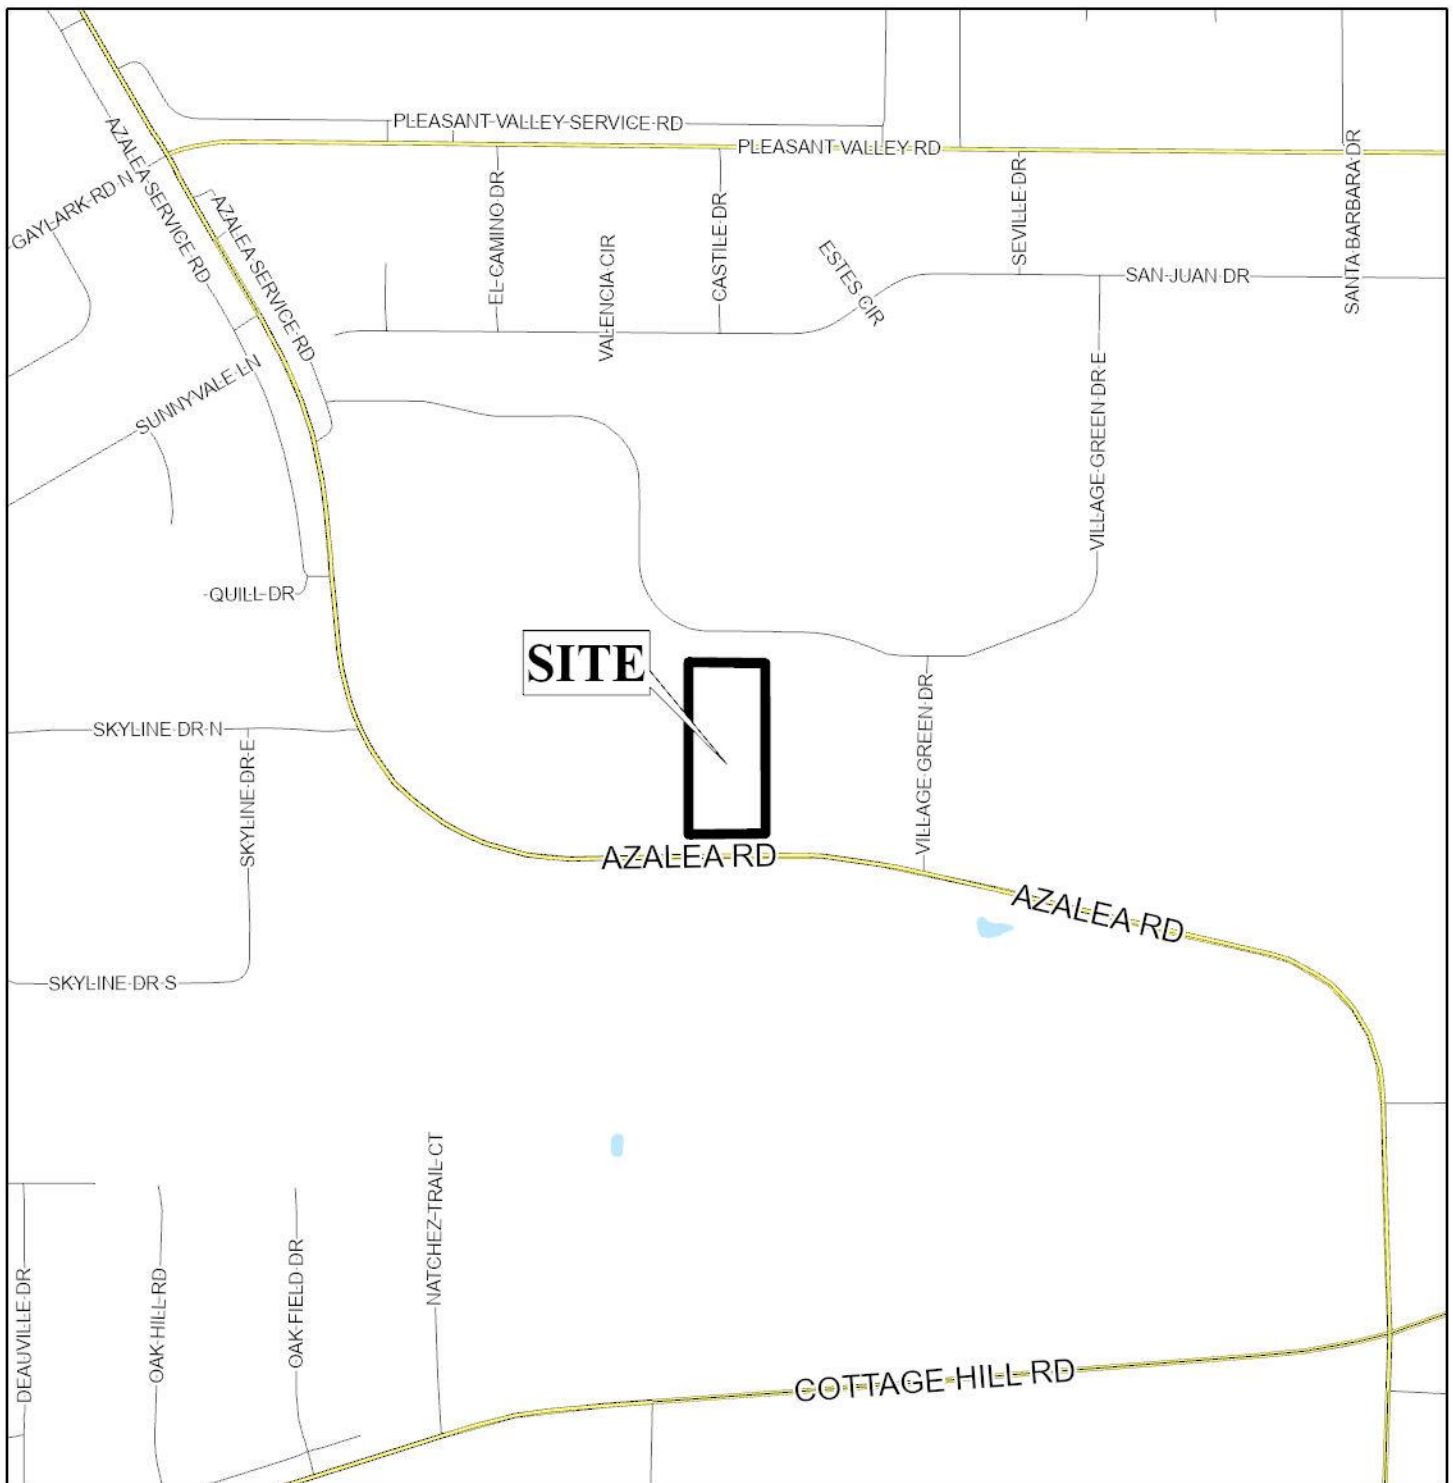 PLEASANT VALLEY SERVICE RD
PLEASANT VALLEY RD
AZALEA SERVICE RD
GAYLARK RD N
AZALEA SERVICE RD
EL CAMINO DR
VALENCIA CIR
CASTILE DR
ESTES CIR
SEVILLE DR
SAN JUAN DR
SANTA BARBARA DR
SUNNYVALE LN
VILLAGE GREEN DR E
QUILL DR
SITE
SKYLINE DR N
SKYLINE DR E
VILLAGE GREEN DR
AZALEA RD
AZALEA RD
SKYLINE DR S
DEAUVILLE DR
OAK HILL RD
OAK FIELD DR
NATCHEZ TRAIL CT
COTTAGE HILL RD